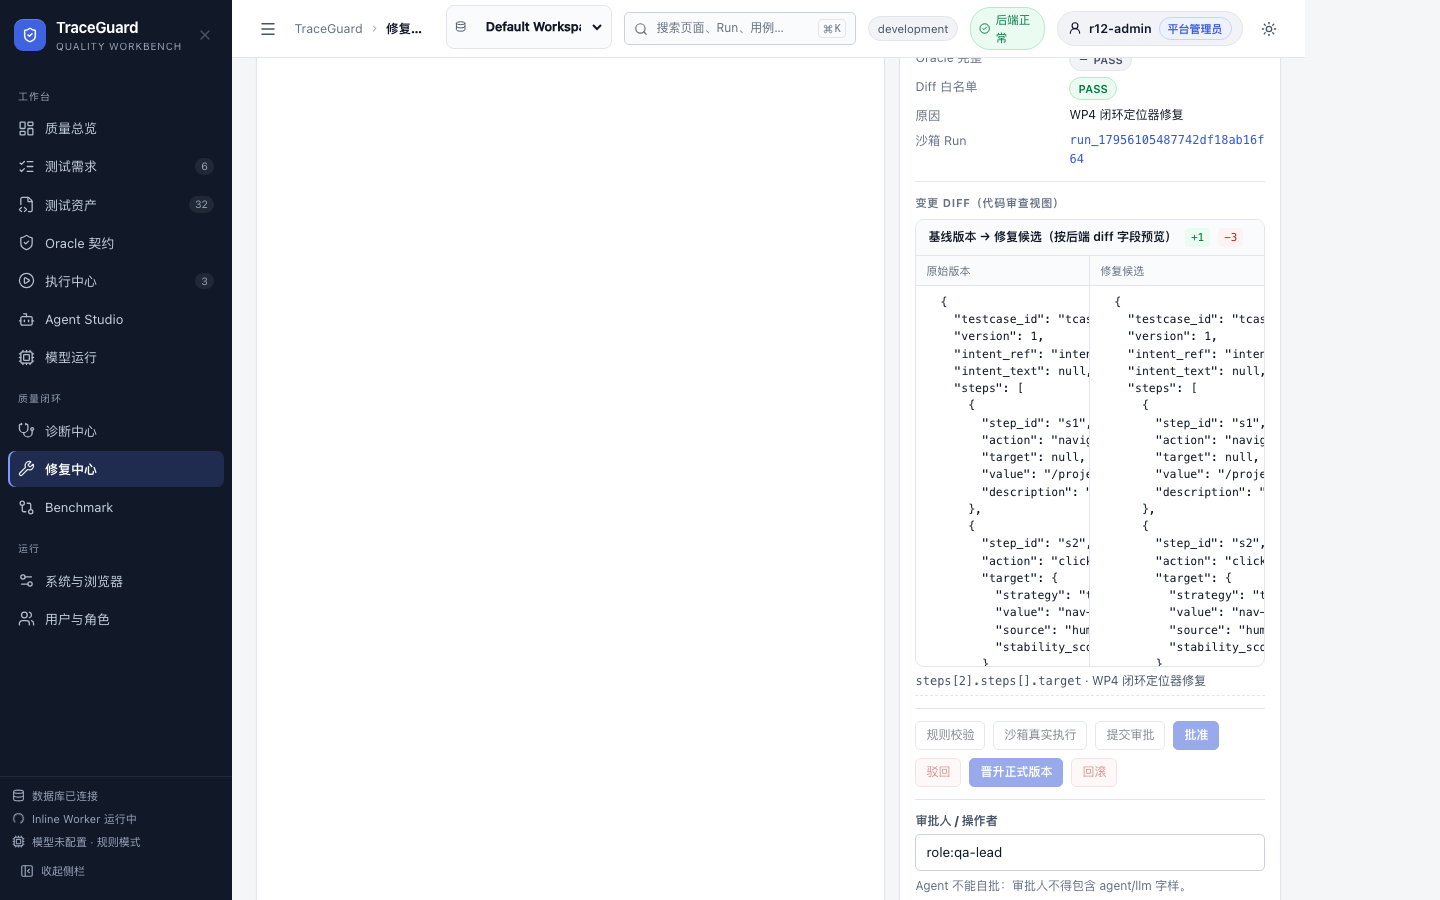 TraceGuard
QUALITY WORKBENCH
工作台
质量总览
测试需求 6
测试资产 32
Oracle 契约
执行中心 3
Agent Studio
模型运行
质量闭环
诊断中心
修复中心
Benchmark
运行
系统与浏览器
用户与角色
数据库已连接
Inline Worker 运行中
模型未配置 · 规则模式
收起侧栏
TraceGuard › 修复...
Default Workspa
搜索页面、Run、用例... ⌘K
development
后端正
常
r12-admin 平台管理员
Oracle 完整 — PASS
Diff 白名单 PASS
原因 WP4 闭环定位器修复
沙箱 Run run_17956105487742df18ab16f
64
变更 DIFF（代码审查视图）
基线版本 → 修复候选（按后端 diff 字段预览） +1 −3
原始版本 修复候选
{ {
"testcase_id": "tcas "testcase_id": "tcas
"version": 1, "version": 1,
"intent_ref": "inten "intent_ref": "inten
"intent_text": null, "intent_text": null,
"steps": [ "steps": [
{ {
"step_id": "s1", "step_id": "s1",
"action": "navig "action": "navig
"target": null, "target": null,
"value": "/proje "value": "/proje
"description": " "description": "
}, },
{ {
"step_id": "s2", "step_id": "s2",
"action": "click "action": "click
"target": { "target": {
"strategy": "t "strategy": "t
"value": "nav- "value": "nav-
"source": "hum "source": "hum
"stability_sco "stability_sco
} }
steps[2].steps[].target · WP4 闭环定位器修复
规则校验 沙箱真实执行 提交审批 批准
驳回 晋升正式版本 回滚
审批人 / 操作者
role:qa-lead
Agent 不能自批：审批人不得包含 agent/llm 字样。